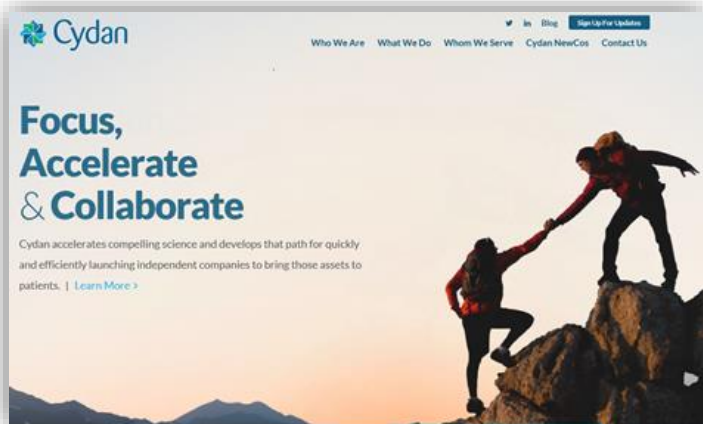 Cydan
Blog
Sign Up For Updates
Who We Are What We Do Whom We Serve Cydan NewCos Contact Us
Focus,
Accelerate
& Collaborate
Cydan accelerates compelling science and develops that path for quickly
and efficiently launching independent companies to bring those assets to
patients. | Learn More >